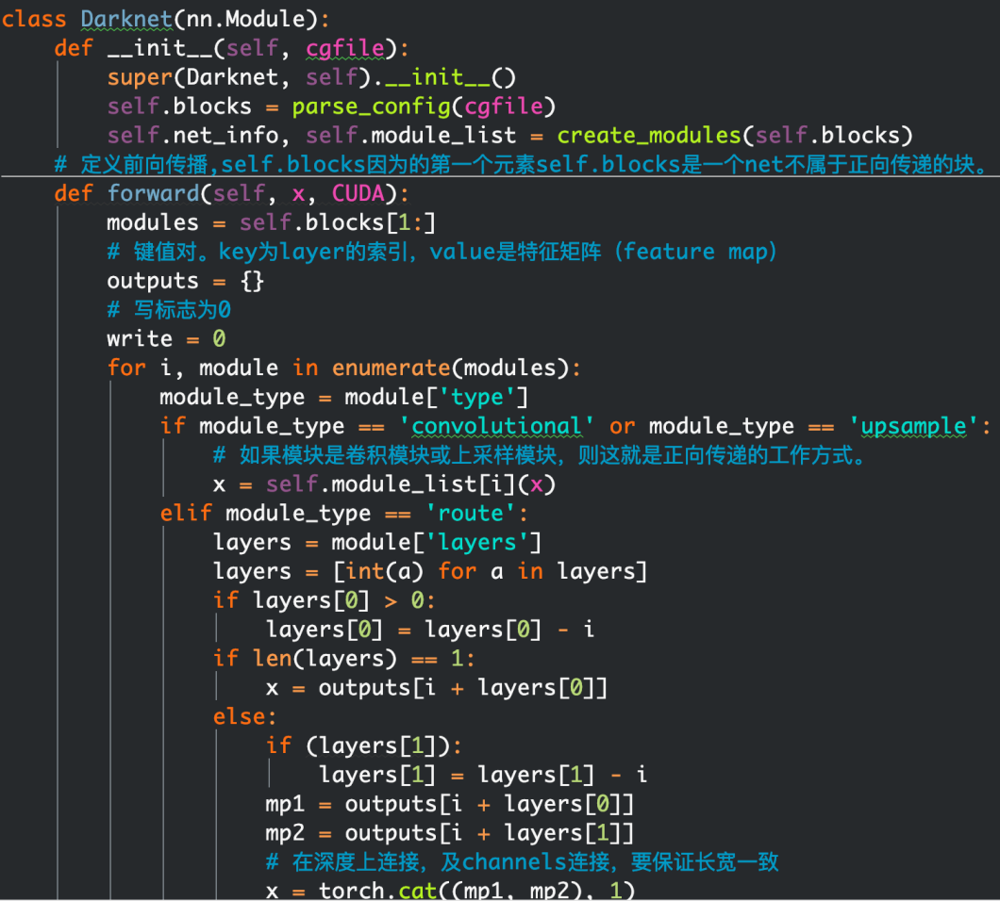 class Darknet(nn.Module):
    def __init__(self, cgfile):
        super(Darknet, self).__init__()
        self.blocks = parse_config(cgfile)
        self.net_info, self.module_list = create_modules(self.blocks)
    # 定义前向传播,self.blocks因为的第一个元素self.blocks是一个net不属于正向传递的块。
    def forward(self, x, CUDA):
        modules = self.blocks[1:]
        # 键值对。key为layer的索引，value是特征矩阵（feature map）
        outputs = {}
        # 写标志为0
        write = 0
        for i, module in enumerate(modules):
            module_type = module['type']
            if module_type == 'convolutional' or module_type == 'upsample':
                # 如果模块是卷积模块或上采样模块，则这就是正向传递的工作方式。
                x = self.module_list[i](x)
            elif module_type == 'route':
                layers = module['layers']
                layers = [int(a) for a in layers]
                if layers[0] > 0:
                    layers[0] = layers[0] - i
                if len(layers) == 1:
                    x = outputs[i + layers[0]]
                else:
                    if (layers[1]):
                        layers[1] = layers[1] - i
                    mp1 = outputs[i + layers[0]]
                    mp2 = outputs[i + layers[1]]
                    # 在深度上连接，及channels连接，要保证长宽一致
                    x = torch.cat((mp1, mp2), 1)